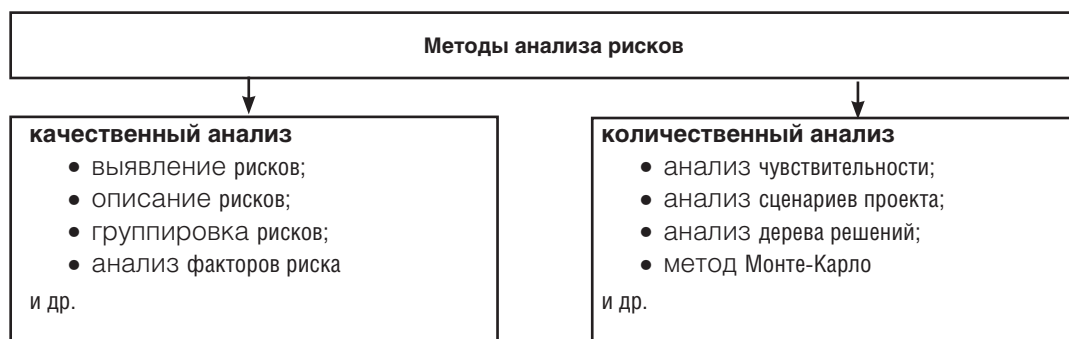 Методы анализа рисков
качественный анализ
● выявление рисков;
● описание рисков;
● группировка рисков;
● анализ факторов риска
и др.
количественный анализ
● анализ чувствительности;
● анализ сценариев проекта;
● анализ дерева решений;
● метод Монте-Карло
и др.